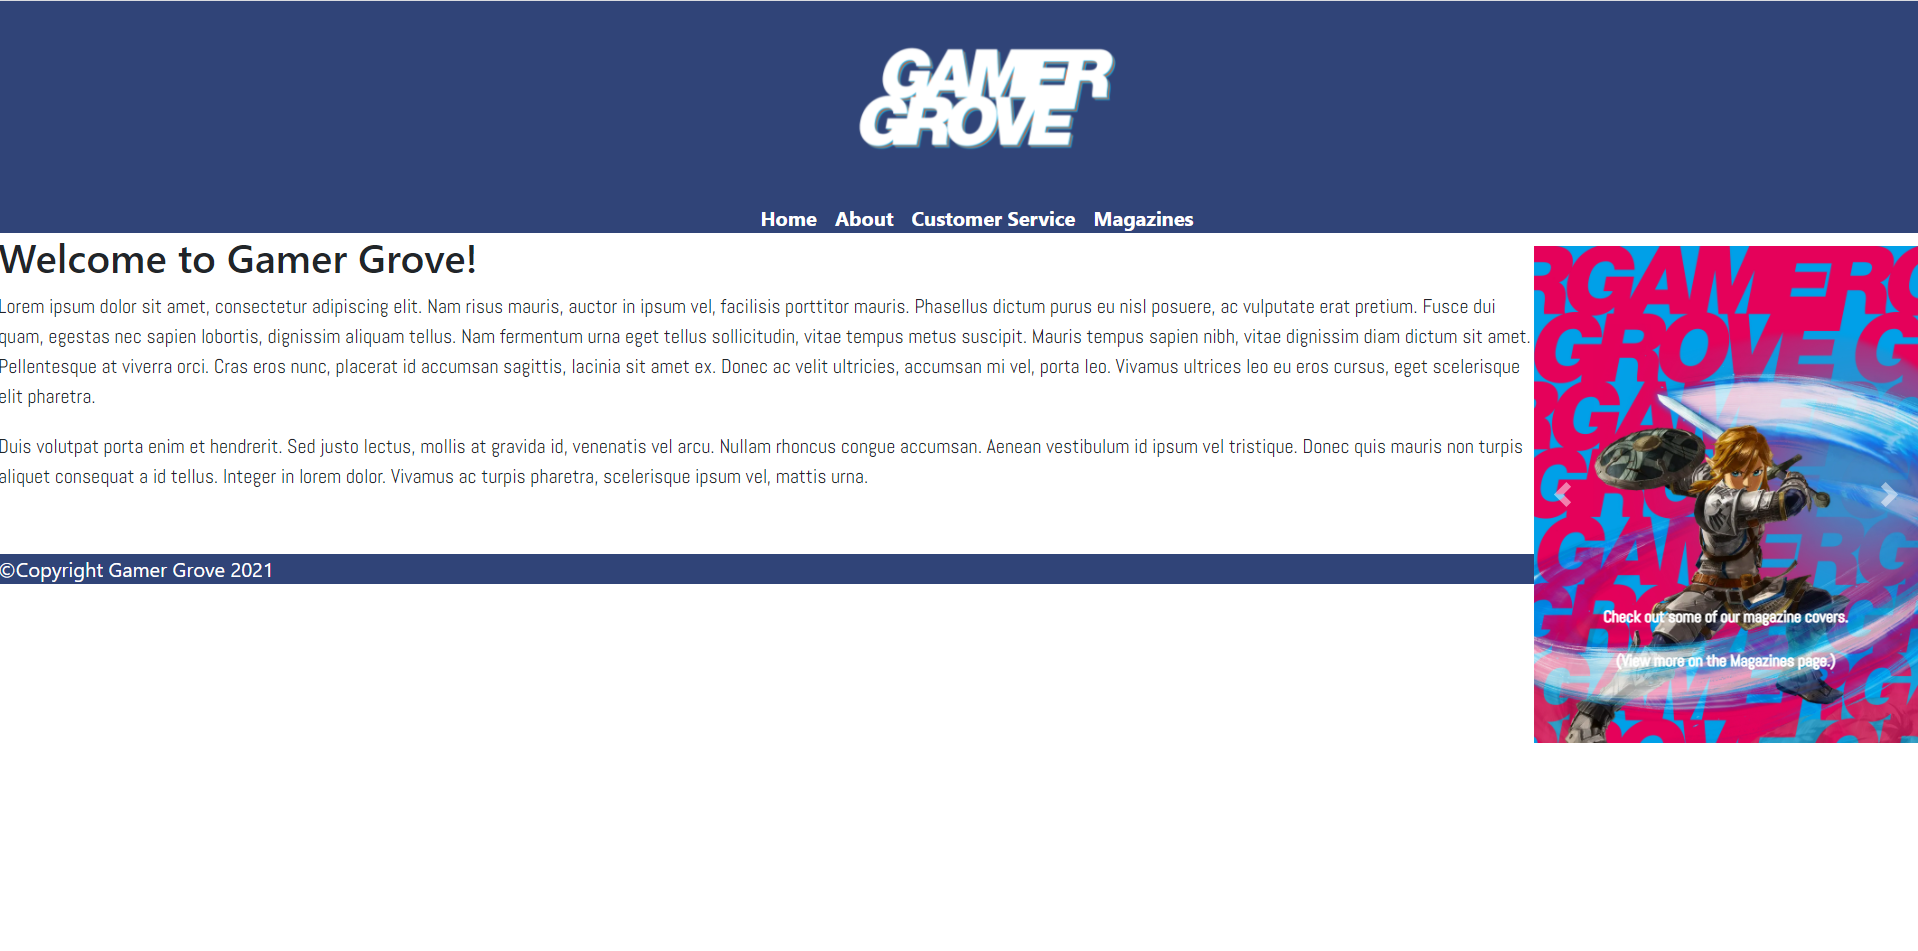 GAMER
GROVE
Home About Customer Service Magazines
Welcome to Gamer Grove!
Lorem ipsum dolor sit amet, consectetur adipiscing elit. Nam risus mauris, auctor in ipsum vel, facilisis porttitor mauris. Phasellus dictum purus eu nisl posuere, ac vulputate erat pretium. Fusce dui
quam, egestas nec sapien lobortis, dignissim aliquam tellus. Nam fermentum urna eget tellus sollicitudin, vitae tempus metus suscipit. Mauris tempus sapien nibh, vitae dignissim diam dictum sit amet.
Pellentesque at viverra orci. Cras eros nunc, placerat id accumsan sagittis, lacinia sit amet ex. Donec ac velit ultricies, accumsan mi vel, porta leo. Vivamus ultrices leo eu eros cursus, eget scelerisque
elit pharetra.
Duis volutpat porta enim et hendrerit. Sed justo lectus, mollis at gravida id, venenatis vel arcu. Nullam rhoncus congue accumsan. Aenean vestibulum id ipsum vel tristique. Donec quis mauris non turpis
aliquet consequat a id tellus. Integer in lorem dolor. Vivamus ac turpis pharetra, scelerisque ipsum vel, mattis urna.
©Copyright Gamer Grove 2021
RGAMERG
GROVE G
RGAM
GAMERG
Check out some of our magazine covers.
(View more on the Magazines page.)